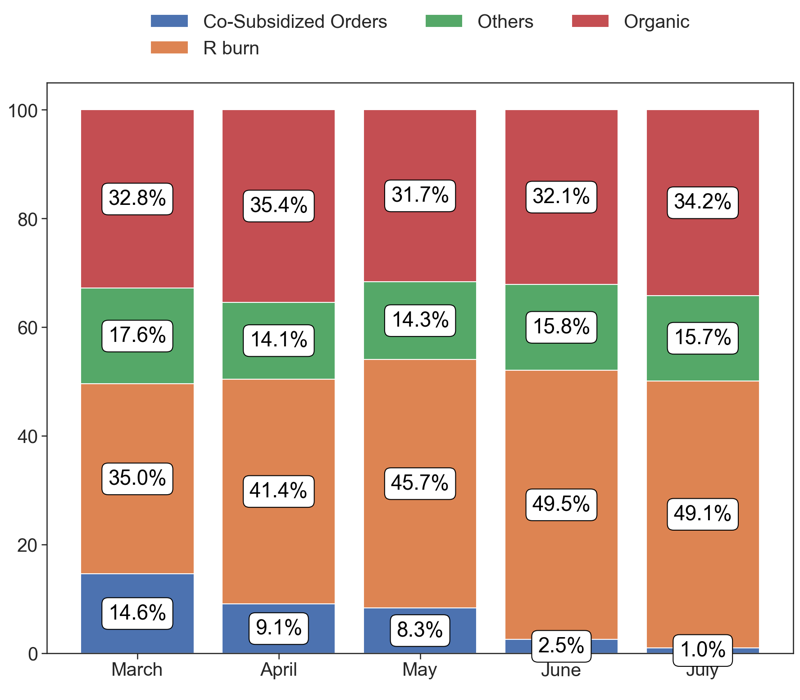 Co-Subsidized Orders Others Organic
R burn
100
80
60
40
20
0
32.8% 35.4% 31.7% 32.1% 34.2%
17.6% 14.1% 14.3% 15.8% 15.7%
35.0% 41.4% 45.7% 49.5% 49.1%
14.6% 9.1% 8.3% 2.5% 1.0%
March April May June July